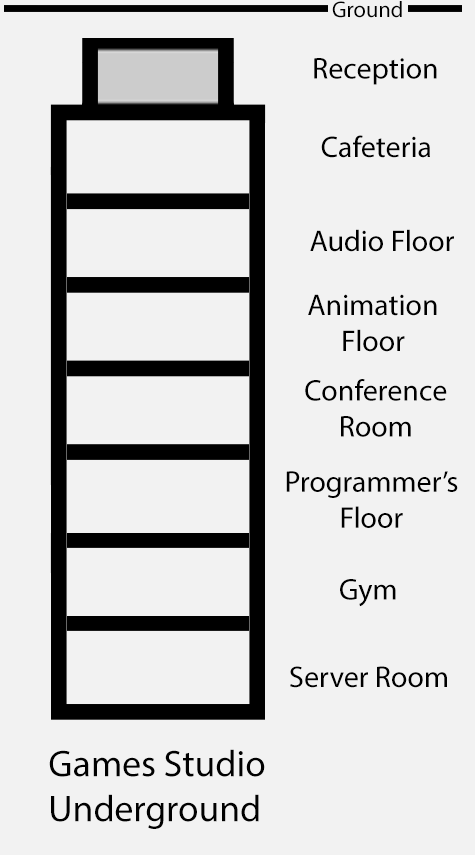 Ground
Reception
Cafeteria
Audio Floor
Animation
Floor
Conference
Room
Programmer's
Floor
Gym
Server Room
Games Studio
Underground